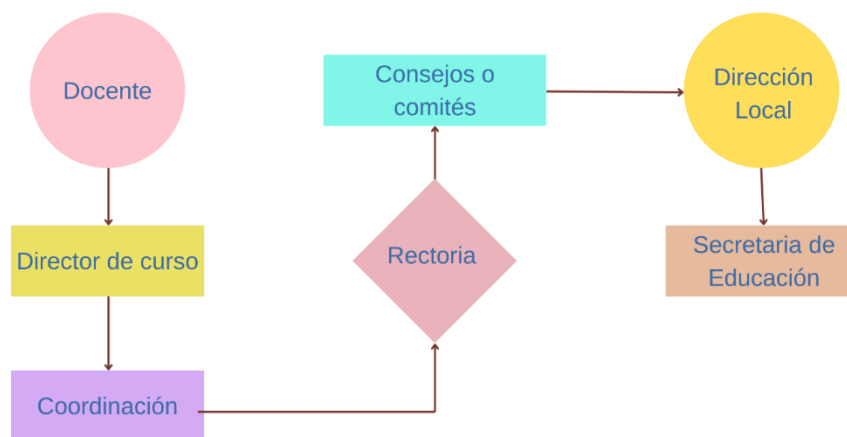 Docente
Director de curso
Coordinación
Rectoria
Consejos o
comités
Dirección
Local
Secretaria de
Educación